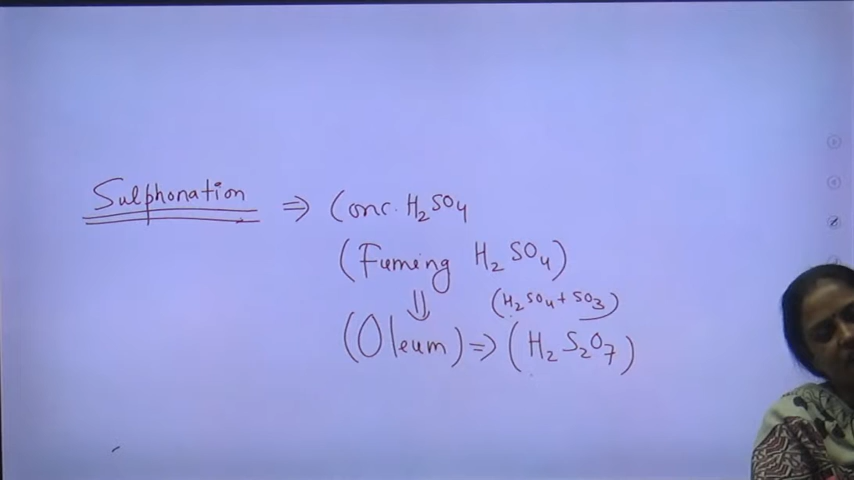 Sulphonation ⇒ Conc. H₂SO₄
(Fuming H₂SO₄)
⇓ (H₂SO₄ + SO₃)
(Oleum) ⇒ (H₂S₂O₇)